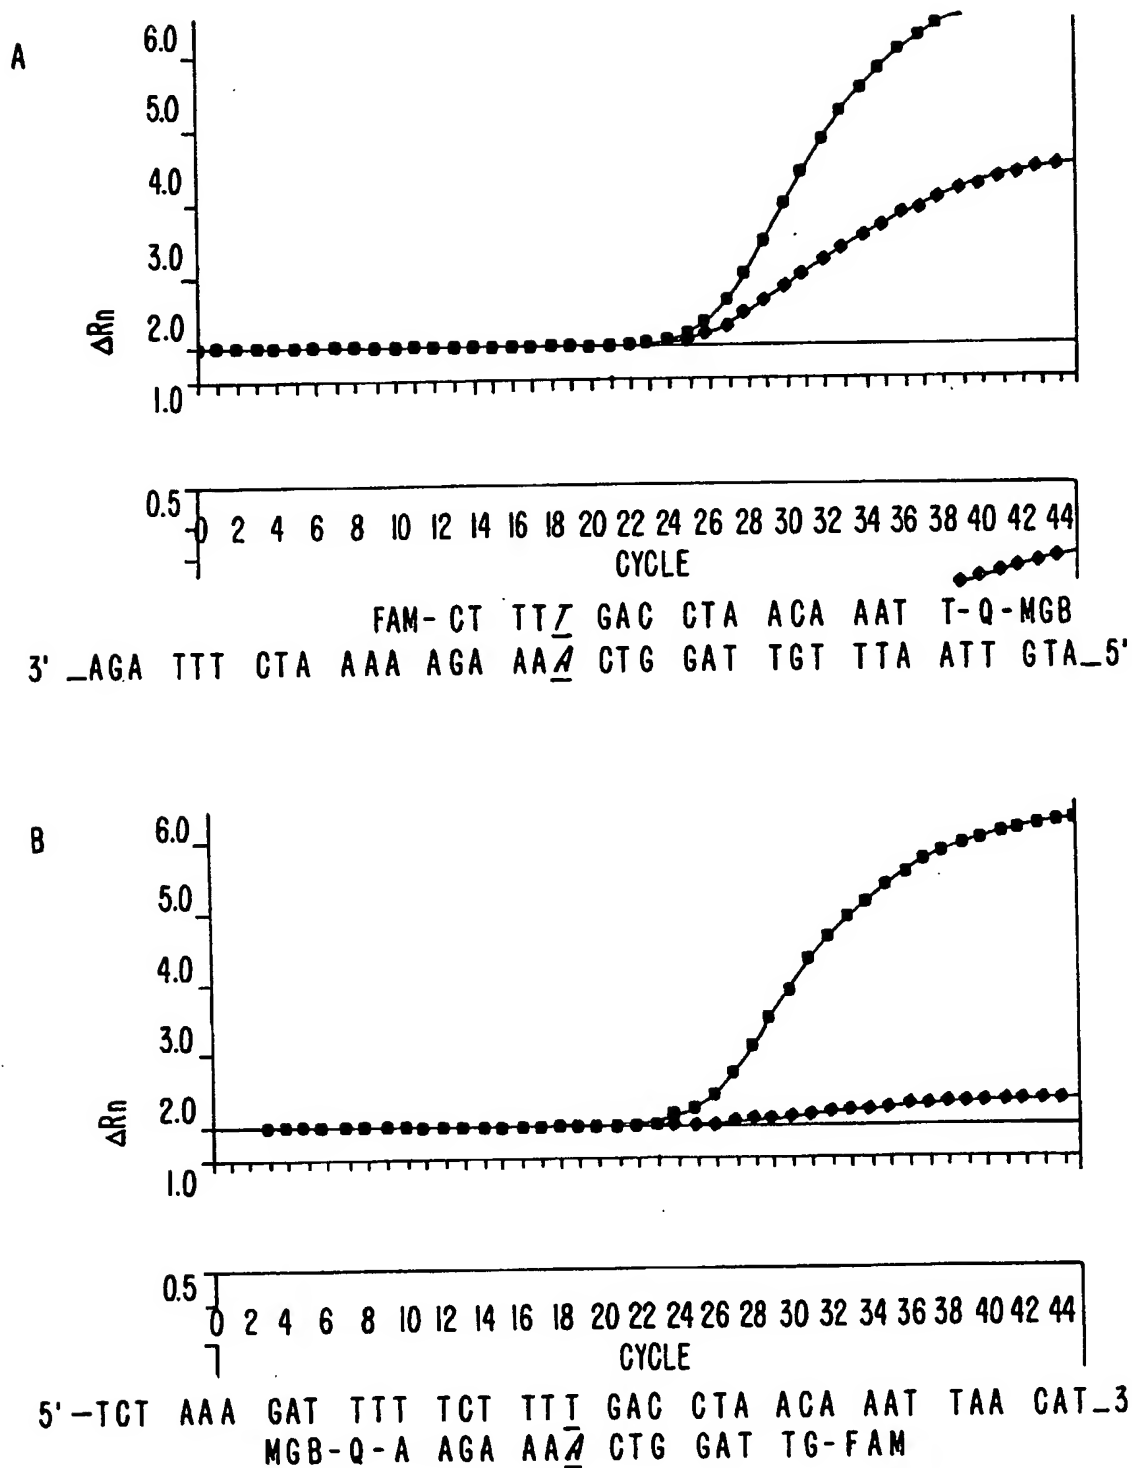 A
6.0
5.0
4.0
3.0
2.0
1.0
ΔRn
0.5
0 2 4 6 8 10 12 14 16 18 20 22 24 26 28 30 32 34 36 38 40 42 44
CYCLE
FAM- CT TTT GAC CTA ACA AAT T-Q-MGB
3' _AGA TTT CTA AAA AGA AAA CTG GAT TGT TTA ATT GTA_5'
B
6.0
5.0
4.0
3.0
2.0
1.0
ΔRn
0.5
0 2 4 6 8 10 12 14 16 18 20 22 24 26 28 30 32 34 36 38 40 42 44
CYCLE
5'-TCT AAA GAT TTT TCT TTT GAC CTA ACA AAT TAA CAT_3
MGB-Q-A AGA AAA CTG GAT TG-FAM